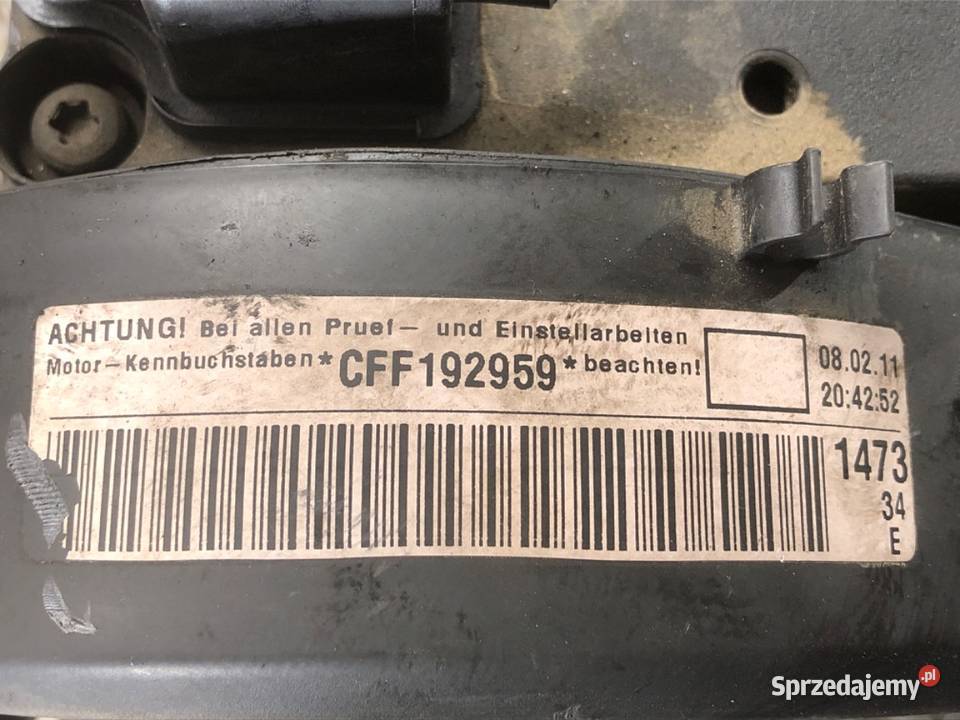 ACHTUNG! Bei allen Pruef- und Einstellarbeiten
Motor-Kennbuchstaben *CFF192959* beachten!
08.02.11
20:42:52
1473
34
E
Sprzedajemy.pl